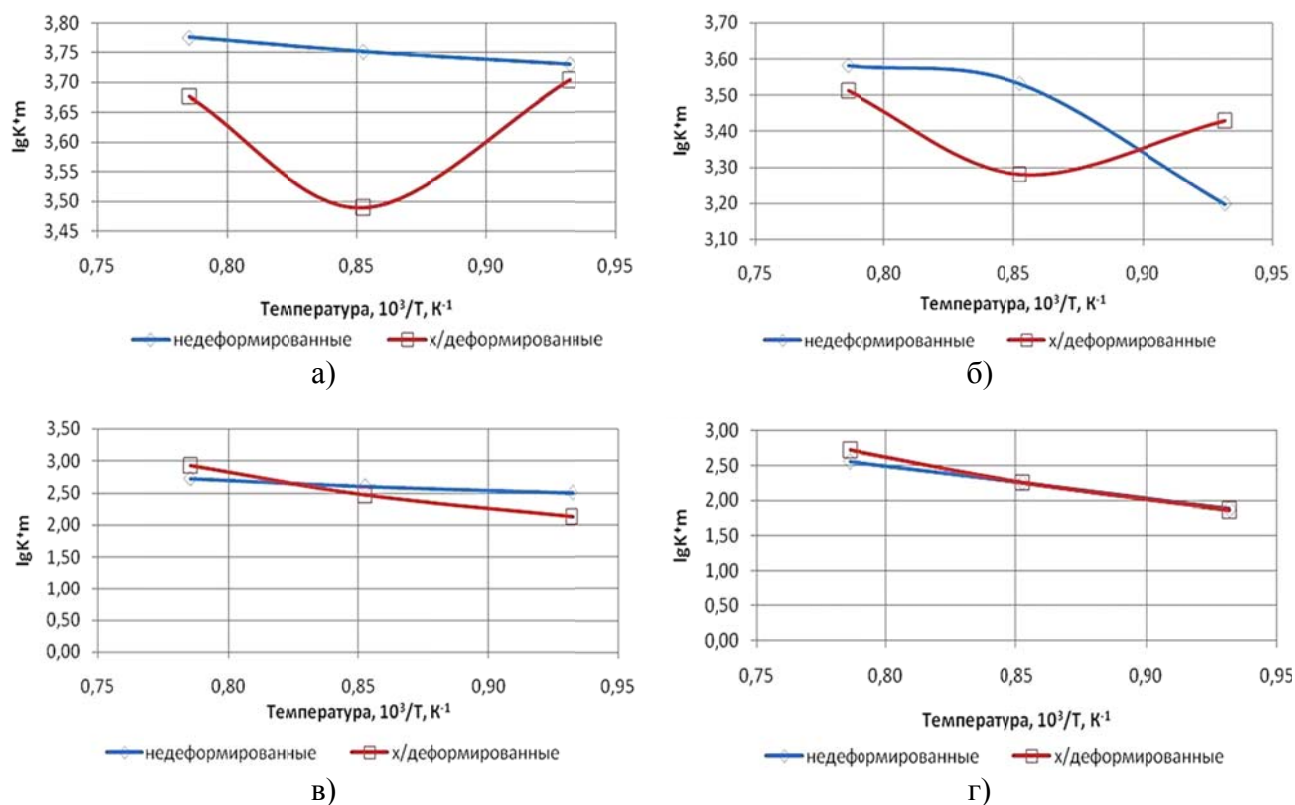 3,80
3,75
3,70
3,65
3,60
3,55
3,50
3,45
lgK⁺m
0,75 0,80 0,85 0,90 0,95
Температура, 10³/T, K⁻¹
недеформированные х/деформированные
а)
3,70
3,60
3,50
3,40
3,30
3,20
3,10
lgK⁺m
0,75 0,80 0,85 0,90 0,95
Температура, 10³/T, K⁻¹
недеформированные х/деформированные
б)
3,50
3,00
2,50
2,00
1,50
1,00
0,50
0,00
lgK⁺m
0,75 0,80 0,85 0,90 0,95
Температура, 10³/T, K⁻¹
недеформированные х/деформированные
в)
3,00
2,50
2,00
1,50
1,00
0,50
0,00
lgK⁺m
0,75 0,80 0,85 0,90 0,95
Температура, 10³/T, K⁻¹
недеформированные х/деформированные
г)